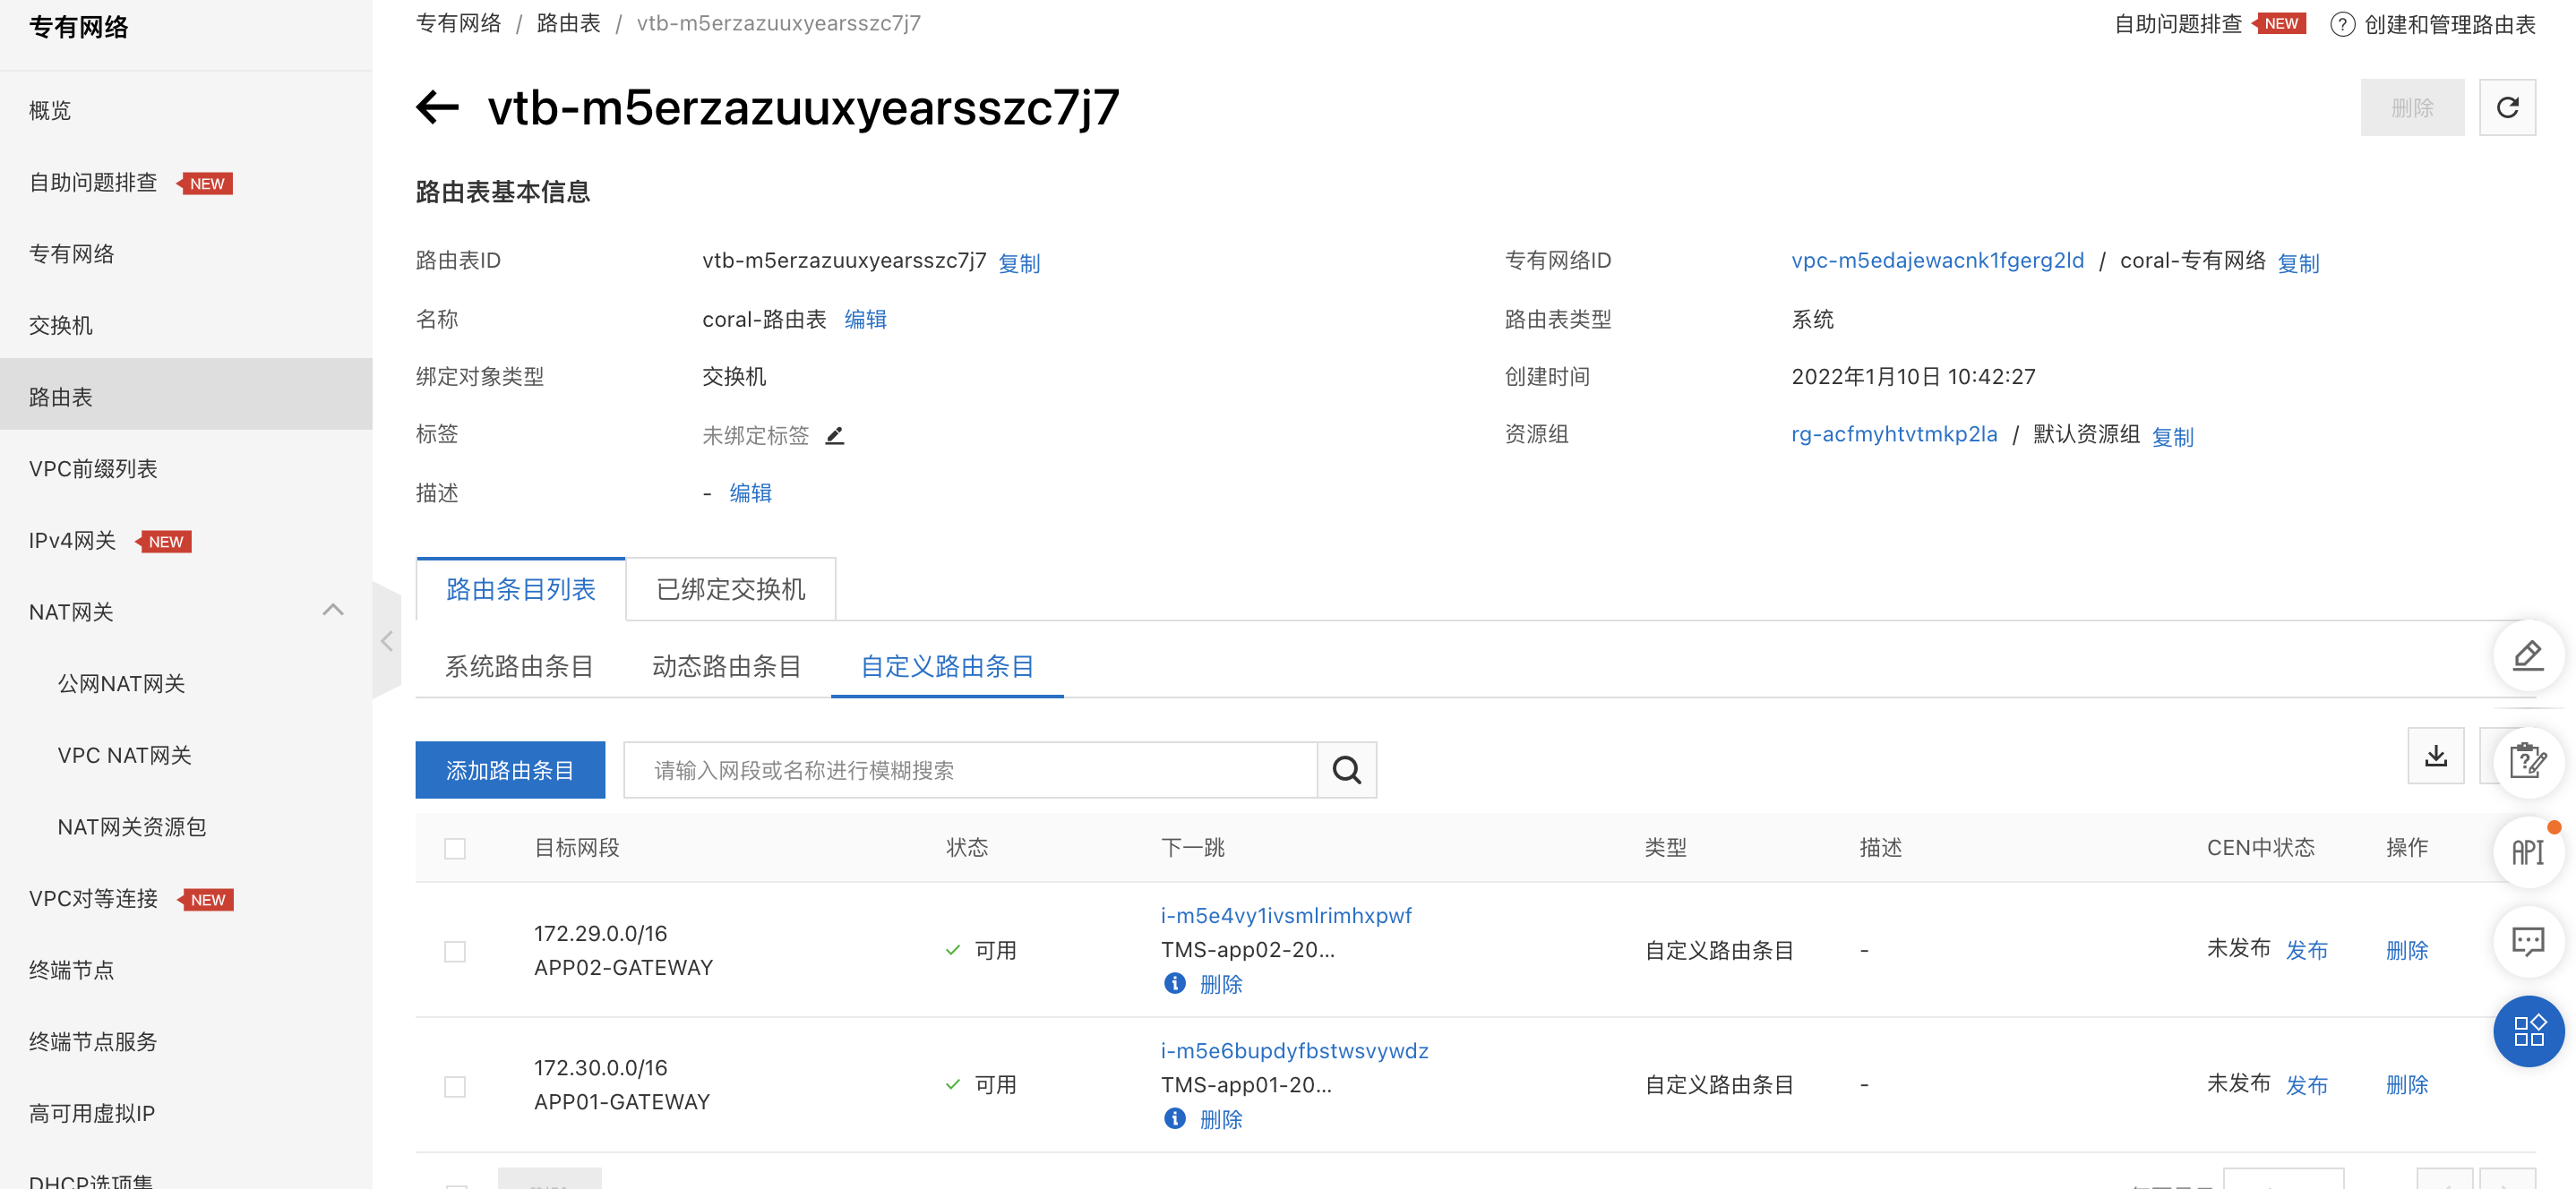 专有网络
概览
自助问题排查 NEW
专有网络
交换机
路由表
VPC前缀列表
IPv4网关 NEW
NAT网关
公网NAT网关
VPC NAT网关
NAT网关资源包
VPC对等连接 NEW
终端节点
终端节点服务
高可用虚拟IP
DHCP选项集
专有网络 / 路由表 / vtb-m5erzazuuxyearsszc7j7
自助问题排查 NEW ? 创建和管理路由表
vtb-m5erzazuuxyearsszc7j7
删除
路由表基本信息
路由表ID vtb-m5erzazuuxyearsszc7j7 复制
专有网络ID vpc-m5edajewacnk1fgerg2ld / coral-专有网络 复制
名称 coral-路由表 编辑
路由表类型 系统
绑定对象类型 交换机
创建时间 2022年1月10日 10:42:27
标签 未绑定标签
资源组 rg-acfmyhtvtmkp2la / 默认资源组 复制
描述 - 编辑
路由条目列表 已绑定交换机
系统路由条目 动态路由条目 自定义路由条目
添加路由条目 请输入网段或名称进行模糊搜索
目标网段 状态 下一跳 类型 描述 CEN中状态 操作
172.29.0.0/16
APP02-GATEWAY
可用
i-m5e4vy1ivsmlrimhxpwf
TMS-app02-20...
删除
自定义路由条目 - 未发布 发布 删除
172.30.0.0/16
APP01-GATEWAY
可用
i-m5e6bupdyfbstwsvywdz
TMS-app01-20...
删除
自定义路由条目 - 未发布 发布 删除
API